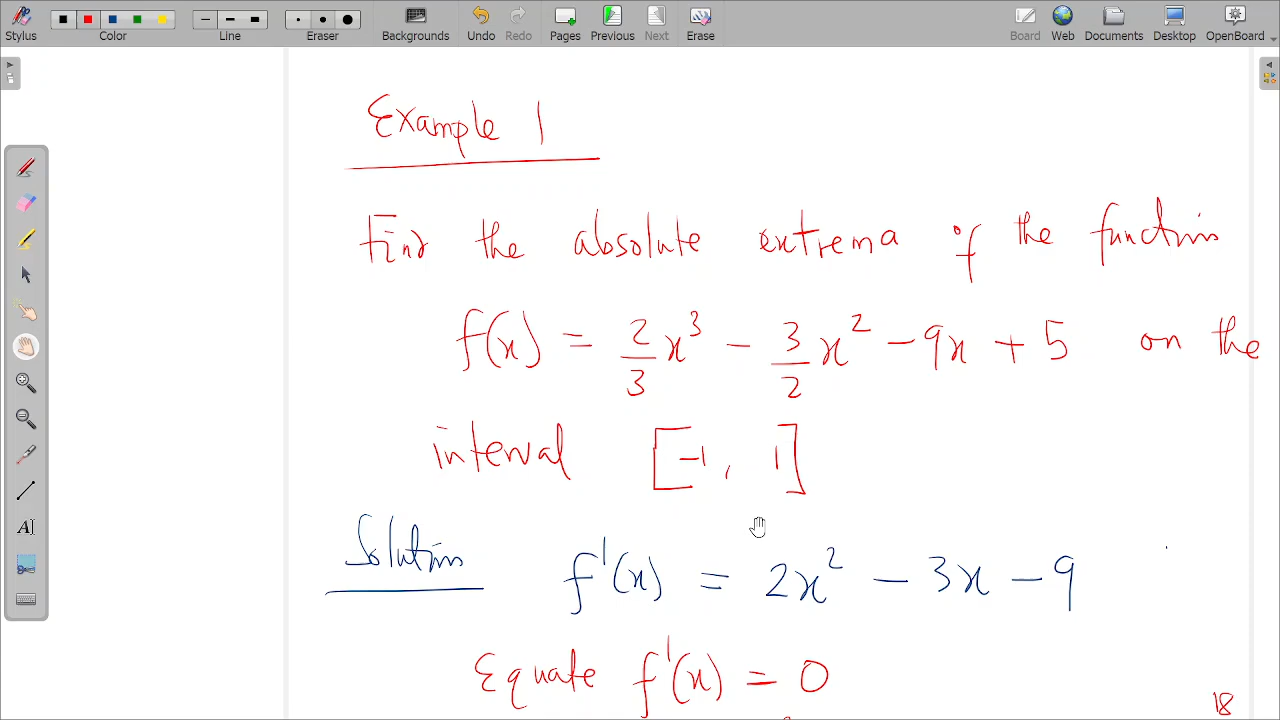 Stylus Color Line Eraser Backgrounds Undo Redo Pages Previous Next Erase Board Web Documents Desktop OpenBoard
Example 1
Find the absolute extrema of the function
f(x) = 2/3 x³ - 3/2 x² - 9x + 5 on the
interval [-1, 1]
Solution f'(x) = 2x² - 3x - 9
Equate f'(x) = 0
18